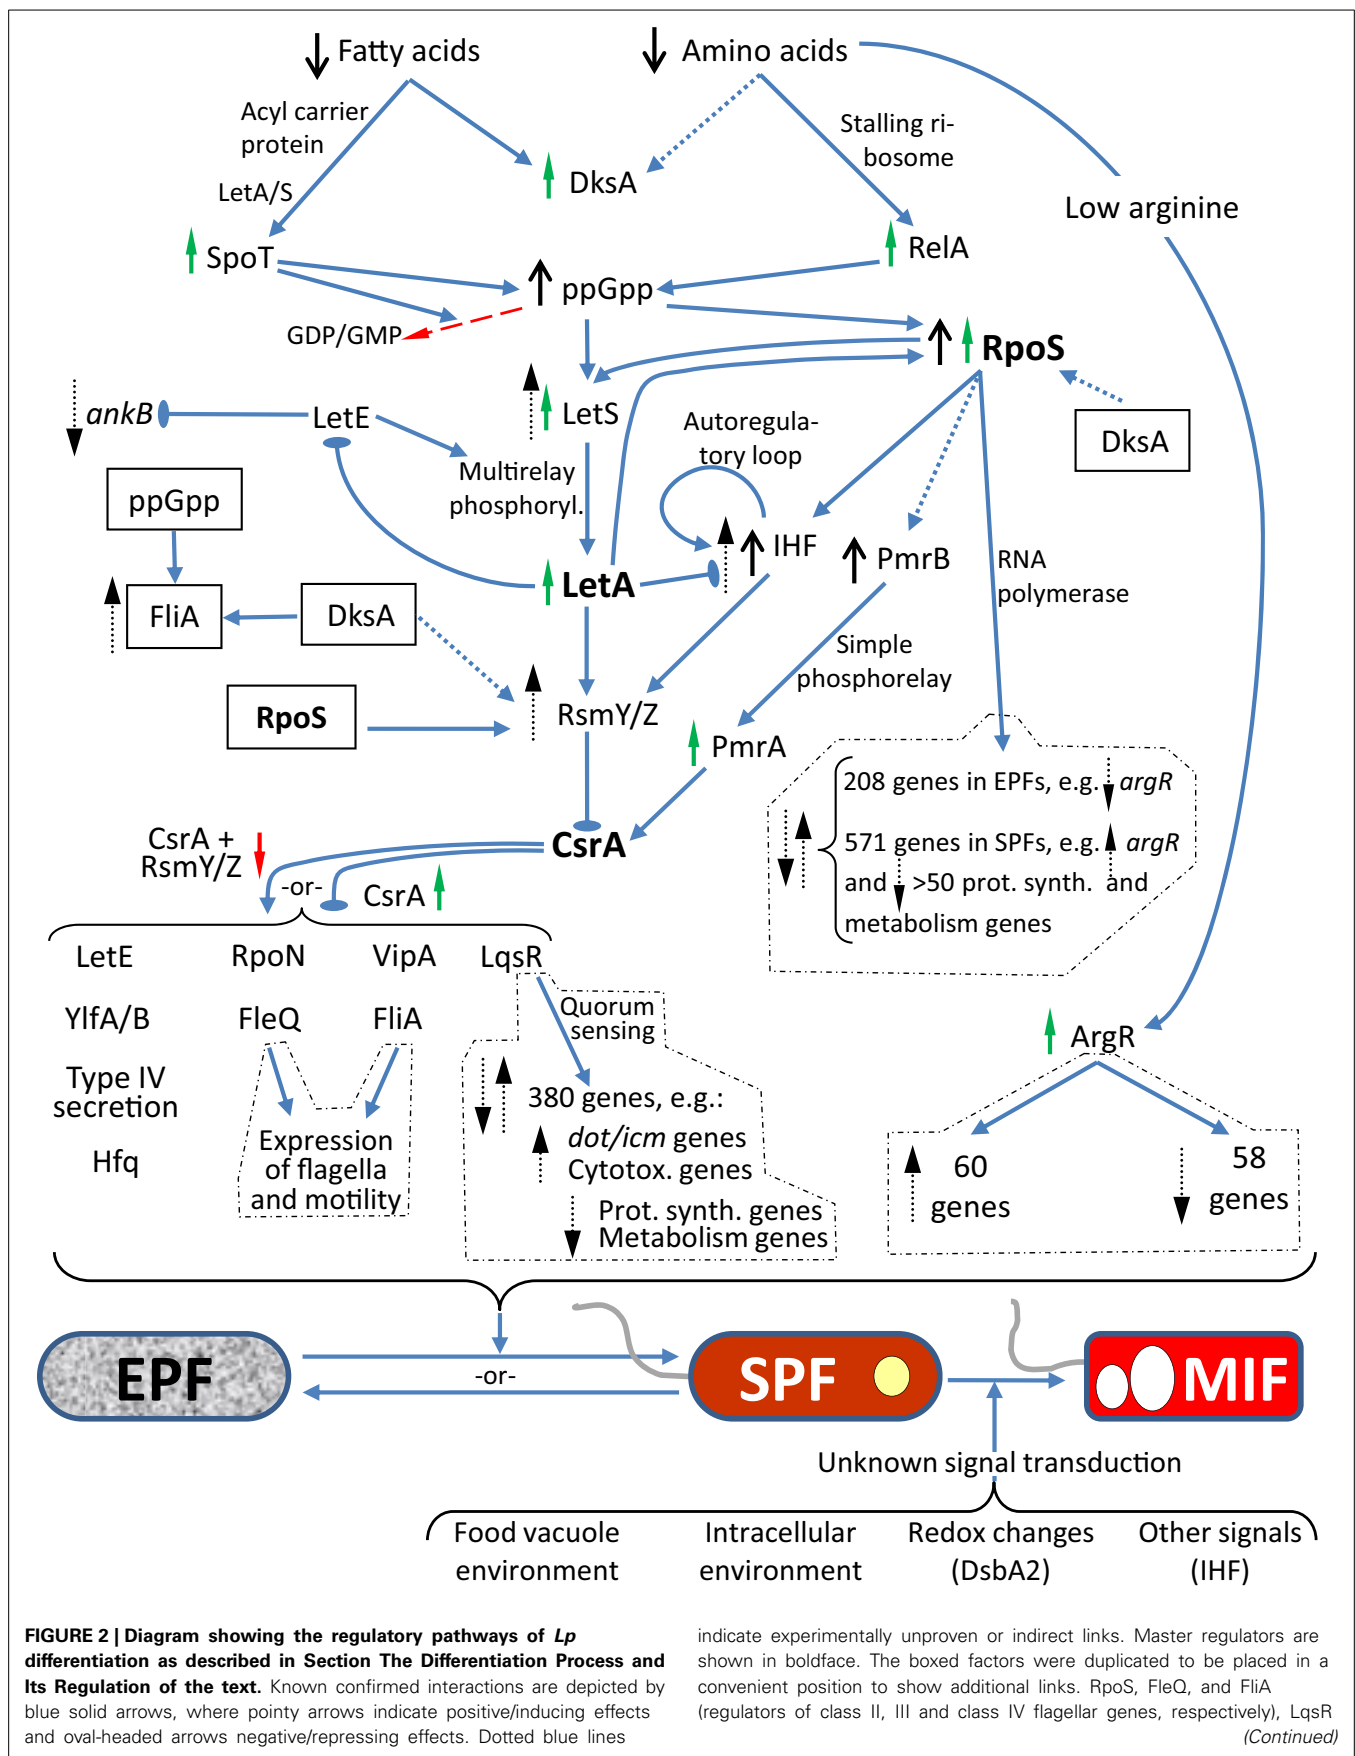 Fatty acids
Amino acids
Acyl carrier
protein
LetA/S
Stalling ri-
bosome
DksA
Low arginine
SpoT
RelA
ppGpp
GDP/GMP
RpoS
ankB
LetE
LetS
Autoregula-
tory loop
DksA
Multirelay
phosphoryl.
ppGpp
IHF
PmrB
RNA
polymerase
LetA
FliA
DksA
Simple
phosphorelay
RpoS
RsmY/Z
PmrA
208 genes in EPFs, e.g. argR
571 genes in SPFs, e.g. argR
and >50 prot. synth. and
metabolism genes
CsrA +
RsmY/Z
CsrA
-or-
CsrA
LetE
RpoN
VipA
LqsR
YlfA/B
FleQ
FliA
Quorum
sensing
ArgR
Type IV
secretion
Hfq
Expression
of flagella
and motility
380 genes, e.g.:
dot/icm genes
Cytotox. genes
Prot. synth. genes
Metabolism genes
60
genes
58
genes
EPF
-or-
SPF
MIF
Unknown signal transduction
Food vacuole
environment
Intracellular
environment
Redox changes
(DsbA2)
Other signals
(IHF)
FIGURE 2 | Diagram showing the regulatory pathways of Lp
differentiation as described in Section The Differentiation Process and
Its Regulation of the text. Known confirmed interactions are depicted by
blue solid arrows, where pointy arrows indicate positive/inducing effects
and oval-headed arrows negative/repressing effects. Dotted blue lines
indicate experimentally unproven or indirect links. Master regulators are
shown in boldface. The boxed factors were duplicated to be placed in a
convenient position to show additional links. RpoS, FleQ, and FliA
(regulators of class II, III and class IV flagellar genes, respectively), LqsR
(Continued)